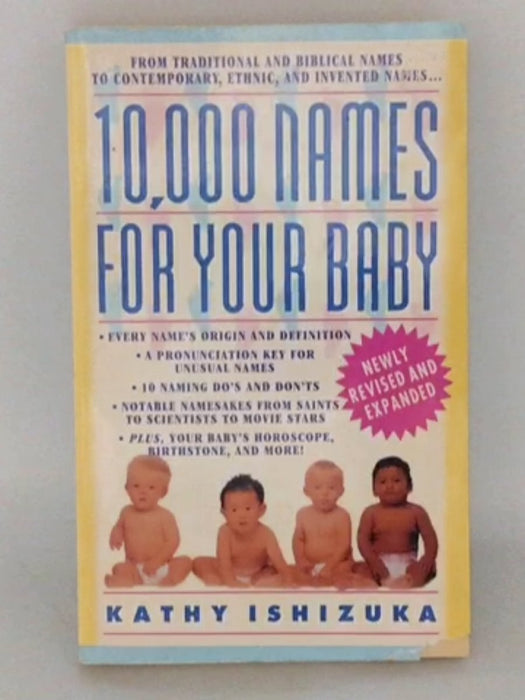 FROM TRADITIONAL AND BIBLICAL NAMES
TO CONTEMPORARY, ETHNIC, AND INVENTED NAMES...
10,000 NAMES
FOR YOUR BABY
• EVERY NAME'S ORIGIN AND DEFINITION
• A PRONUNCIATION KEY FOR
UNUSUAL NAMES
• 10 NAMING DO'S AND DON'TS
• NOTABLE NAMESAKES FROM SAINTS
TO SCIENTISTS TO MOVIE STARS
• PLUS, YOUR BABY'S HOROSCOPE,
BIRTHSTONE, AND MORE!
NEWLY
REVISED AND
EXPANDED
KATHY ISHIZUKA